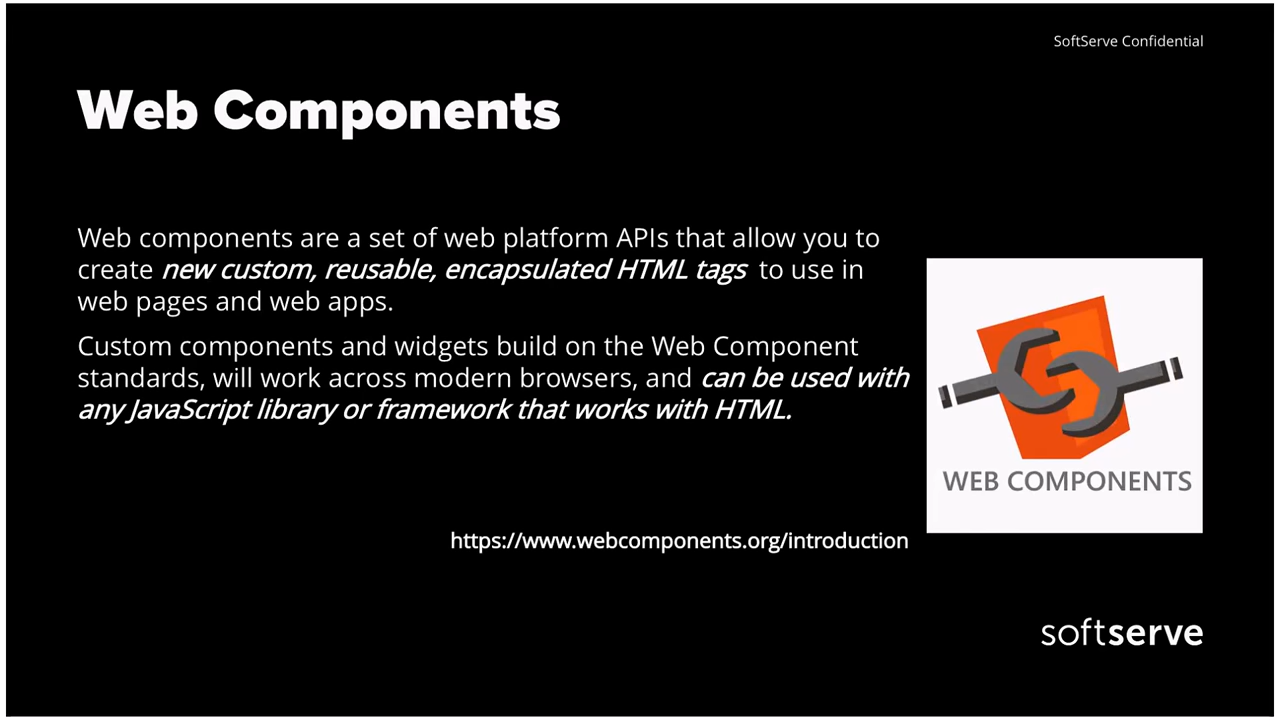 SoftServe Confidential
Web Components
Web components are a set of web platform APIs that allow you to
create new custom, reusable, encapsulated HTML tags to use in
web pages and web apps.
Custom components and widgets build on the Web Component
standards, will work across modern browsers, and can be used with
any JavaScript library or framework that works with HTML.
WEB COMPONENTS
https://www.webcomponents.org/introduction
softserve